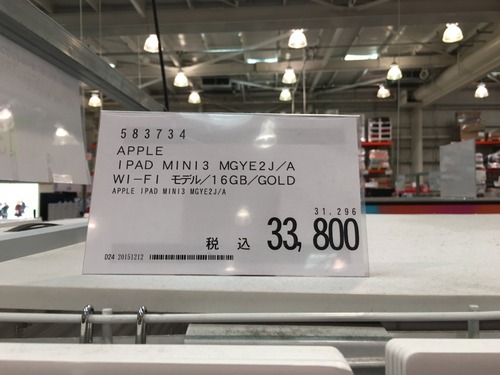 583734
APPLE
IPAD MINI3 MGYE2J/A
WI-FI モデル/16GB/GOLD
APPLE IPAD MINI3 MGYE2J/A
31.296
税込 33,800
D24 20151212